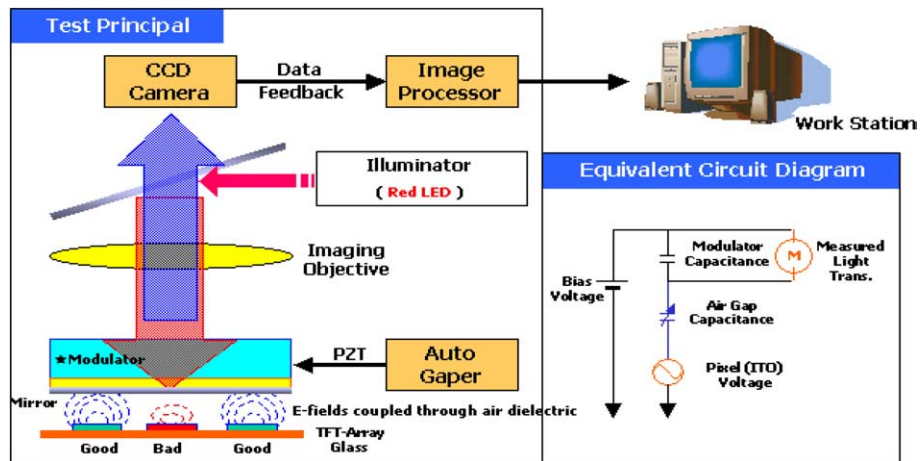 Test Principal
CCD
Camera
Data
Feedback
Image
Processor
Work Station
Illuminator
( Red LED )
Imaging
Objective
★Modulator
PZT
Auto
Gaper
Mirror
E-fields coupled through air dielectric
TFT-Array
Glass
Good
Bad
Good
Equivalent Circuit Diagram
Bias
Voltage
Modulator
Capacitance
M
Measured
Light
Trans.
Air Gap
Capacitance
Pixel (ITO)
Voltage